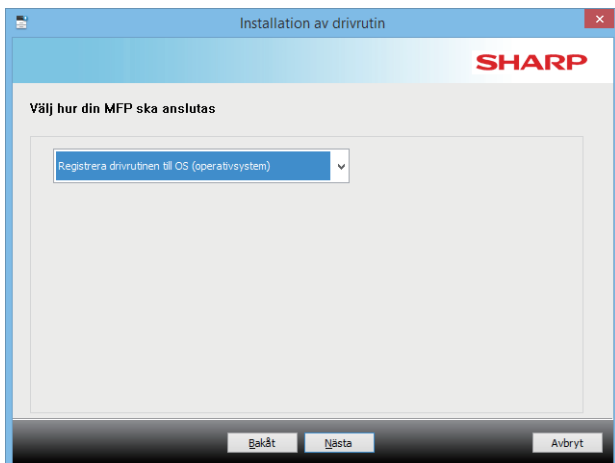 Installation av drivrutin
SHARP
Välj hur din MFP ska anslutas
Registrera drivrutinen till OS (operativsystem)
Bakåt
Nästa
Avbryt